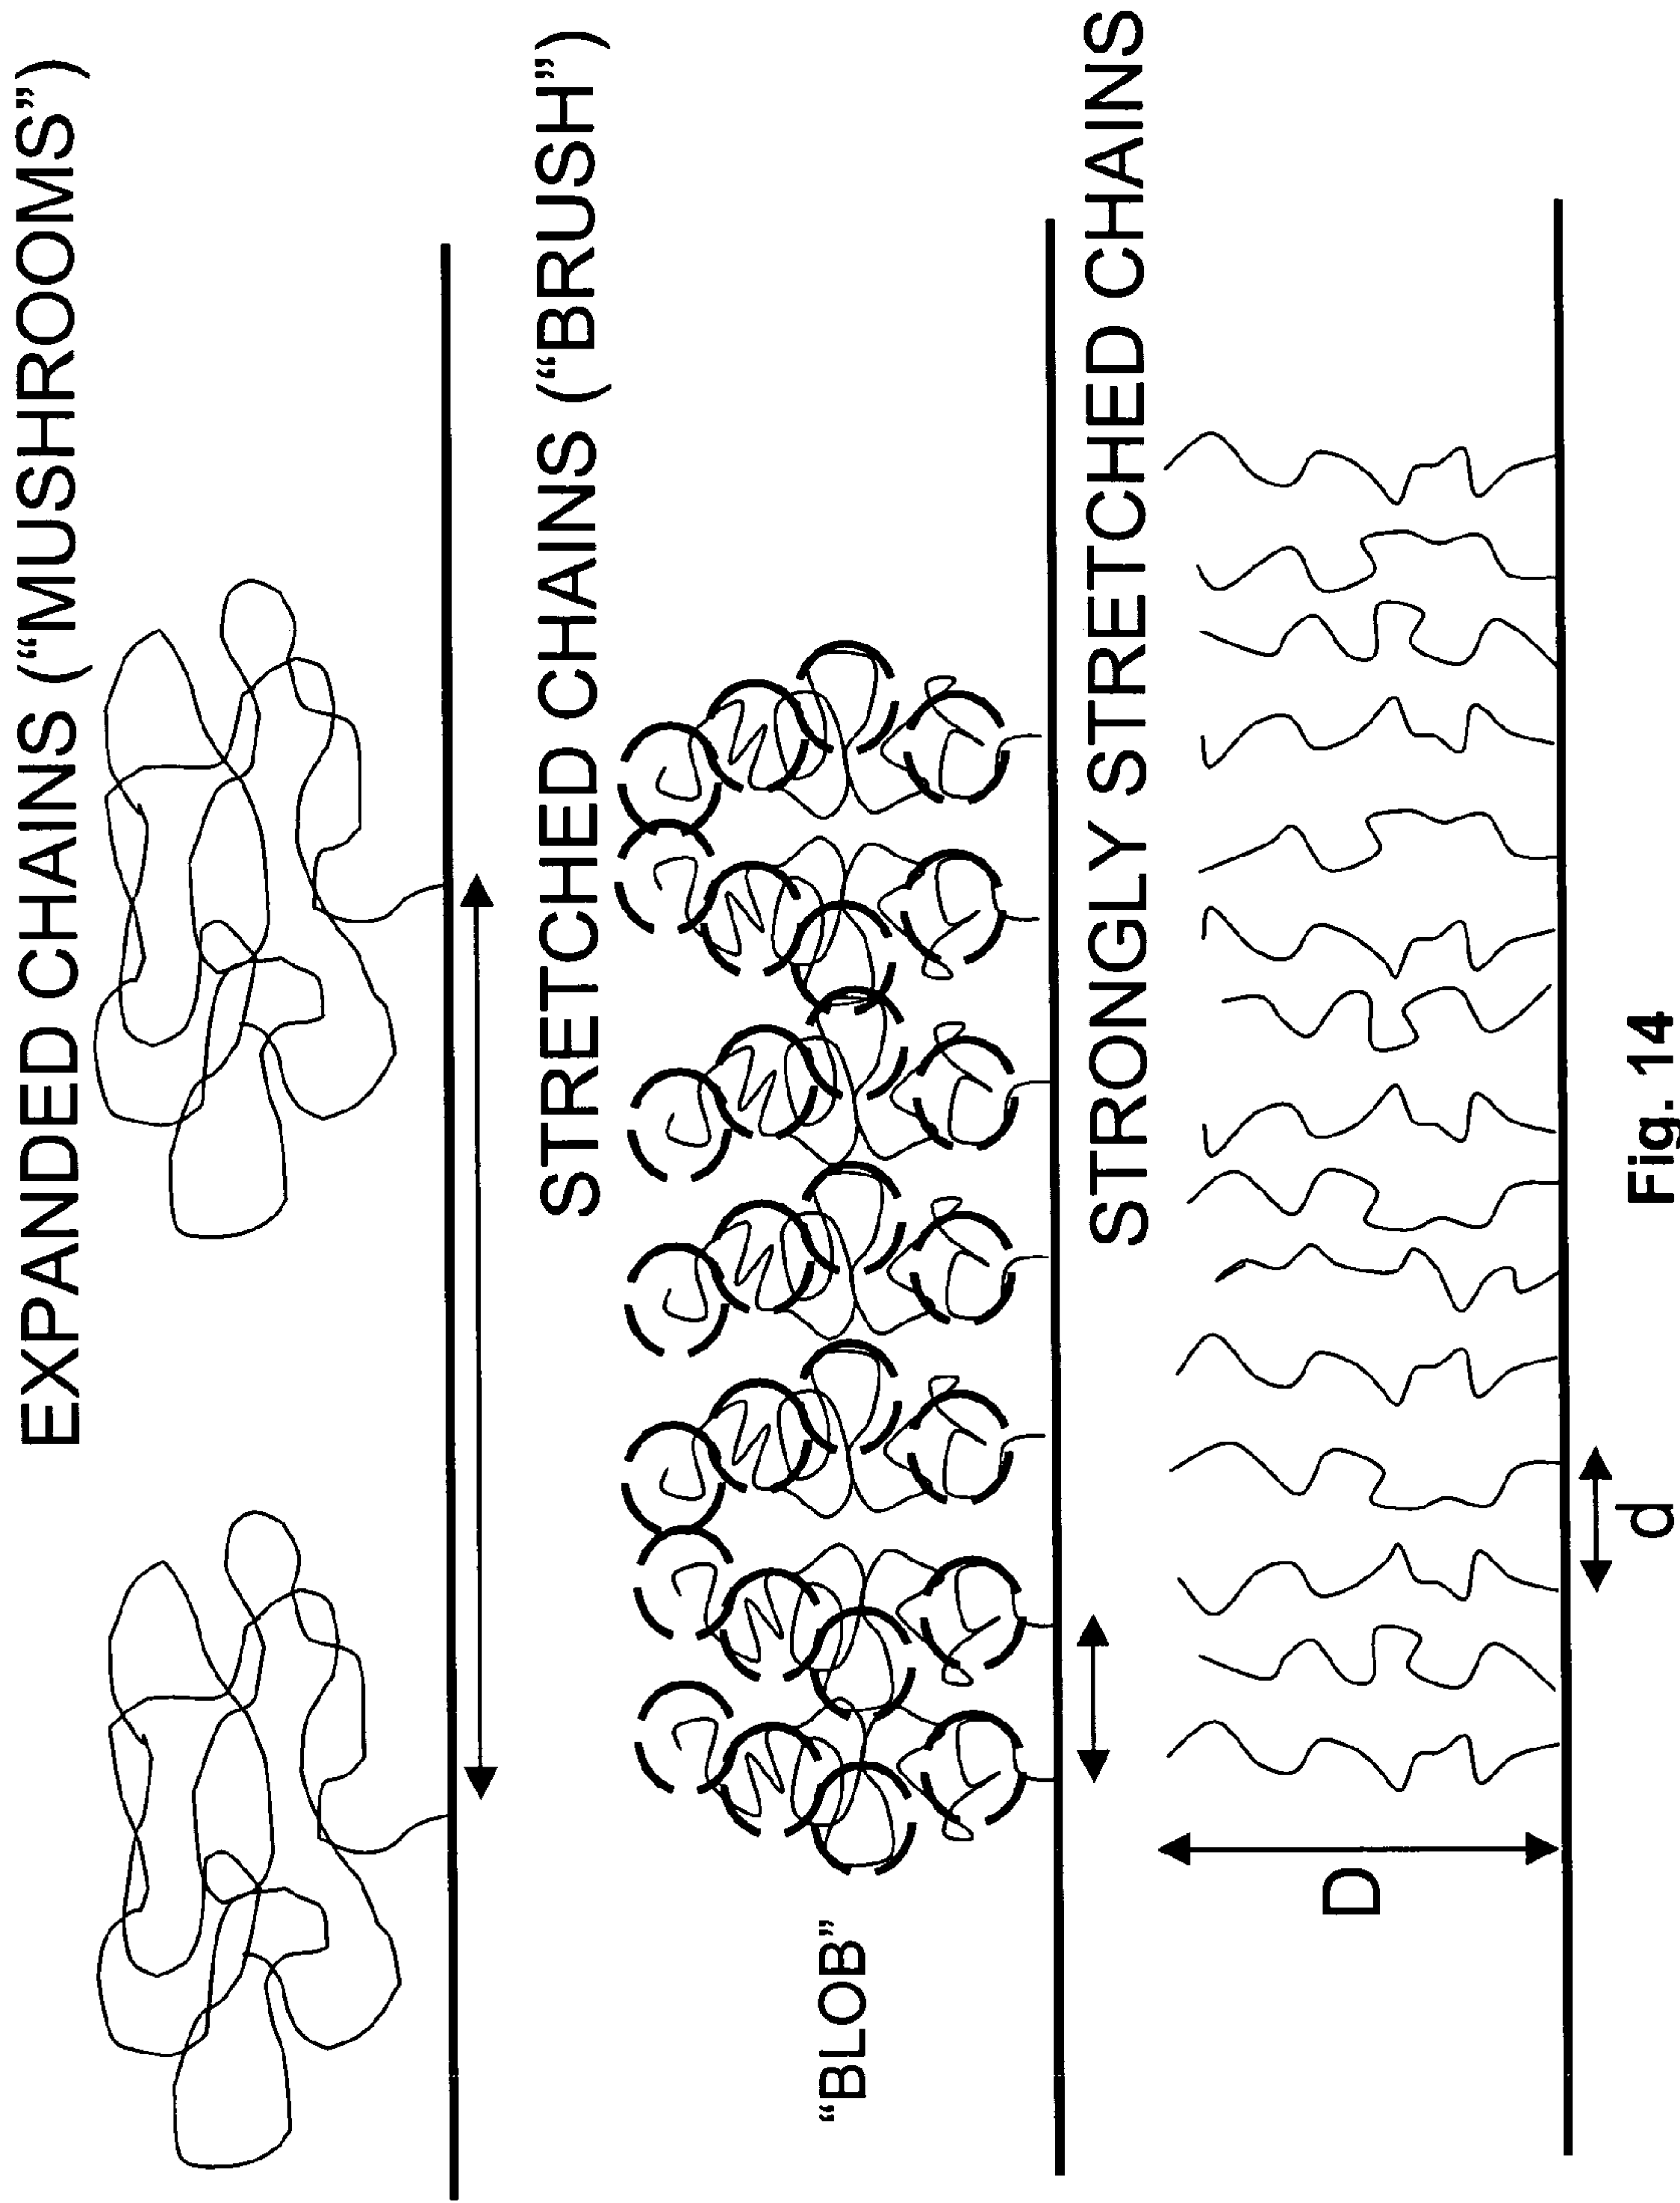 EXPANDED CHAINS (“MUSHROOMS”)
STRETCHED CHAINS (“BRUSH”)
“BLOB”
STRONGLY STRETCHED CHAINS
D
d
Fig. 14